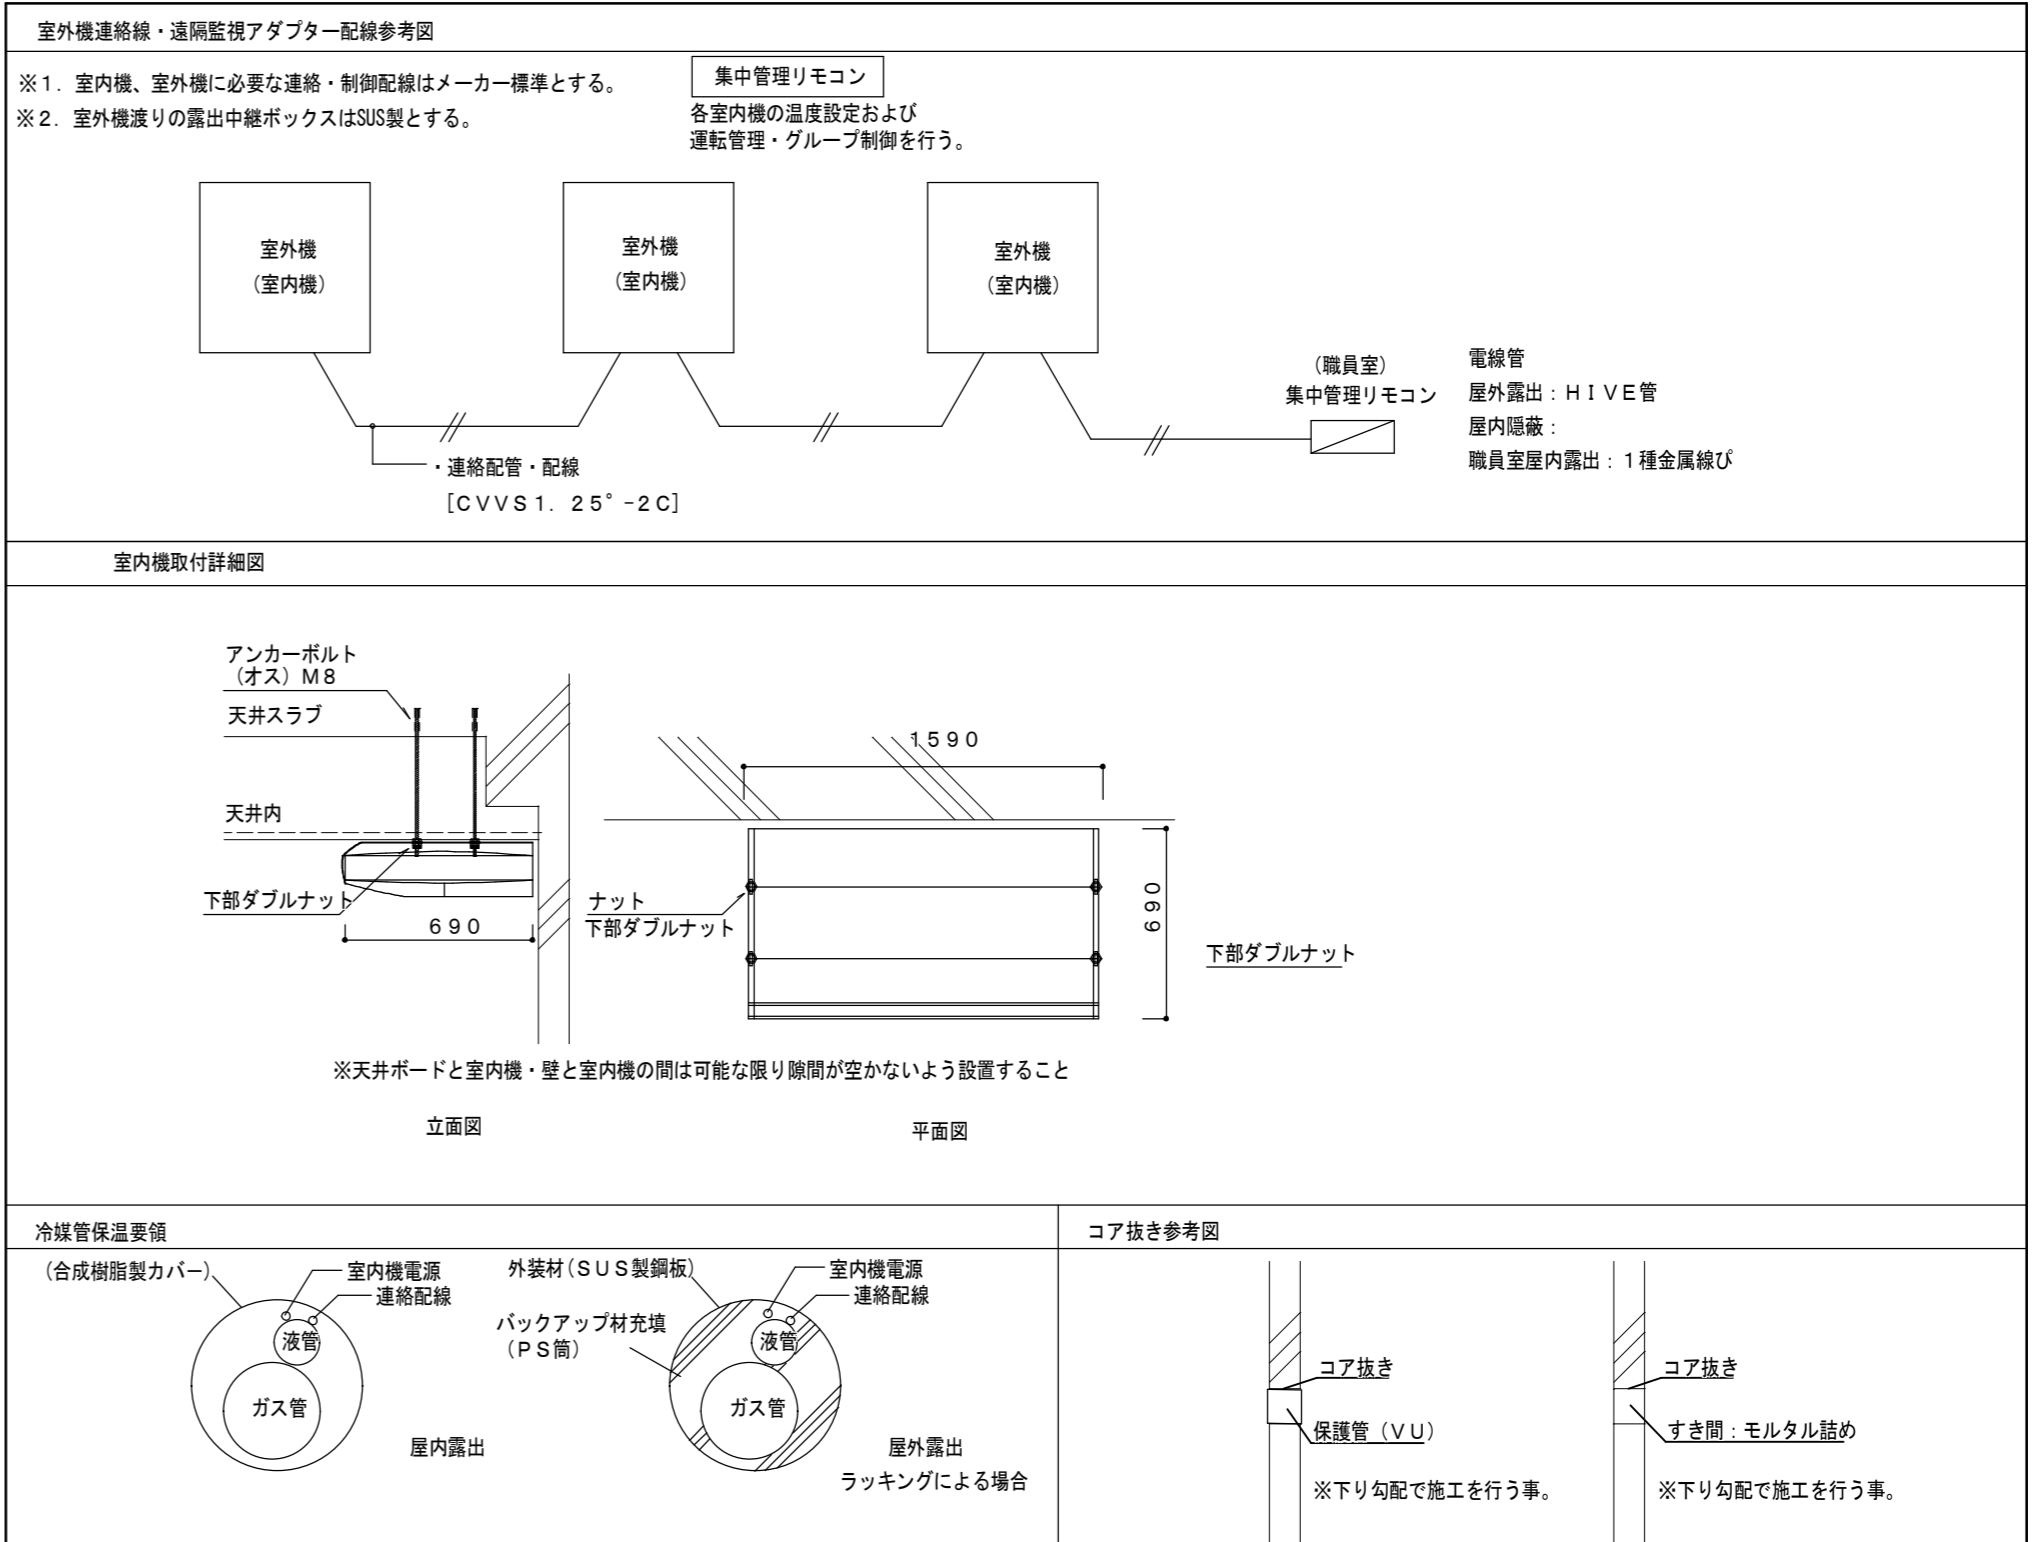 室外機連絡線・遠隔監視アダプター配線参考図
※１．室内機、室外機に必要な連絡・制御配線はメーカー標準とする。
※２．室外機渡りの露出中継ボックスはSUS製とする。
集中管理リモコン
各室内機の温度設定および
運転管理・グループ制御を行う。
室外機
（室内機）
室外機
（室内機）
室外機
（室内機）
・連絡配管・配線
［ＣＶＶＳ１．２５°－２Ｃ］
（職員室）
集中管理リモコン
電線管
屋外露出：ＨＩＶＥ管
屋内隠蔽：
職員室屋内露出：１種金属線ぴ
室内機取付詳細図
アンカーボルト
（オス）Ｍ８
天井スラブ
天井内
下部ダブルナット
６９０
１５９０
ナット
下部ダブルナット
６９０
下部ダブルナット
※天井ボードと室内機・壁と室内機の間は可能な限り隙間が空かないよう設置すること
立面図
平面図
冷媒管保温要領
（合成樹脂製カバー）
室内機電源
連絡配線
液管
ガス管
屋内露出
外装材（ＳＵＳ製鋼板）
バックアップ材充填
（ＰＳ筒）
室内機電源
連絡配線
液管
ガス管
屋外露出
ラッキングによる場合
コア抜き参考図
コア抜き
保護管（ＶＵ）
※下り勾配で施工を行う事。
コア抜き
すき間：モルタル詰め
※下り勾配で施工を行う事。